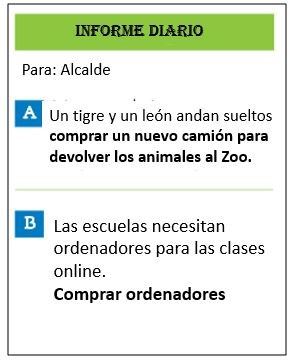 INFORME DIARIO
Para: Alcalde
A
Un tigre y un león andan sueltos
comprar un nuevo camión para
devolver los animales al Zoo.
B
Las escuelas necesitan
ordenadores para las clases
online.
Comprar ordenadores